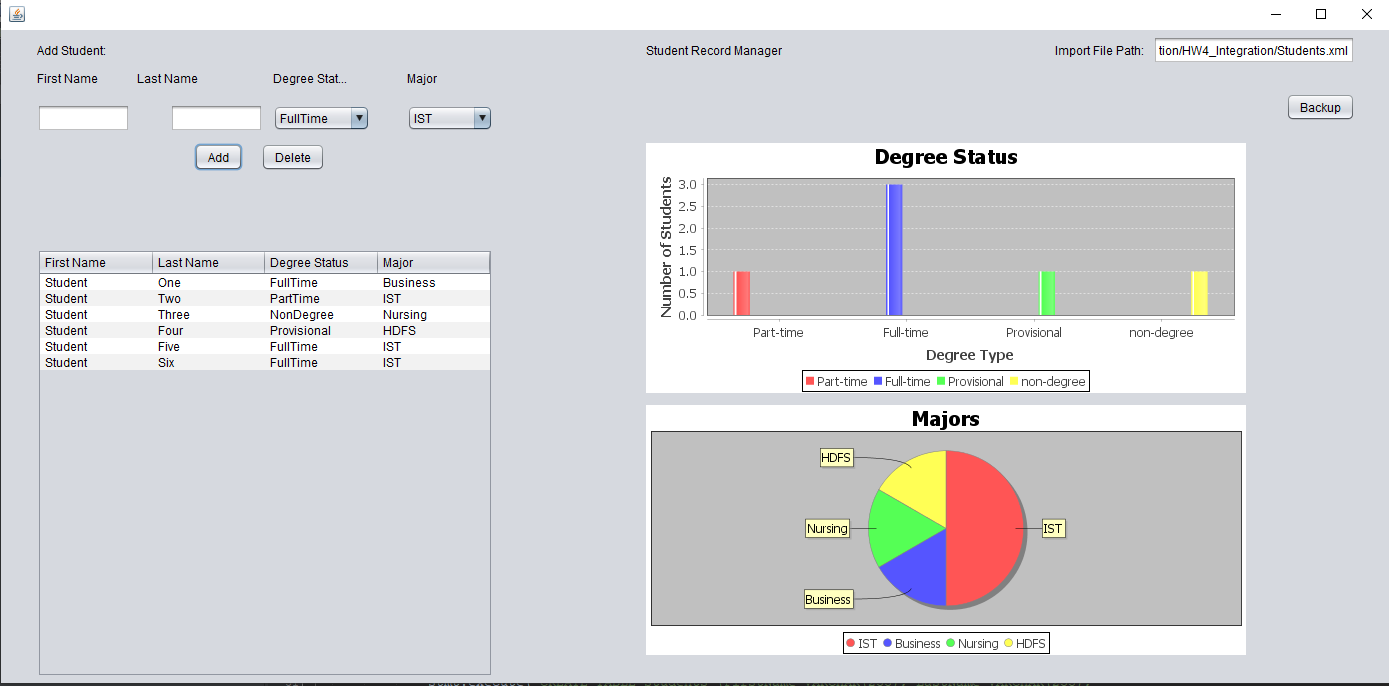 Add Student:
Student Record Manager
Import File Path: tion/HW4_Integration/Students.xml
First Name Last Name Degree Stat... Major
FullTime IST
Backup
Add Delete
First Name Last Name Degree Status Major
Student One FullTime Business
Student Two PartTime IST
Student Three NonDegree Nursing
Student Four Provisional HDFS
Student Five FullTime IST
Student Six FullTime IST
Degree Status
Number of Students
3.0
2.5
2.0
1.5
1.0
0.5
0.0
Part-time Full-time Provisional non-degree
Degree Type
Part-time Full-time Provisional non-degree
Majors
HDFS
Nursing
IST
Business
IST Business Nursing HDFS